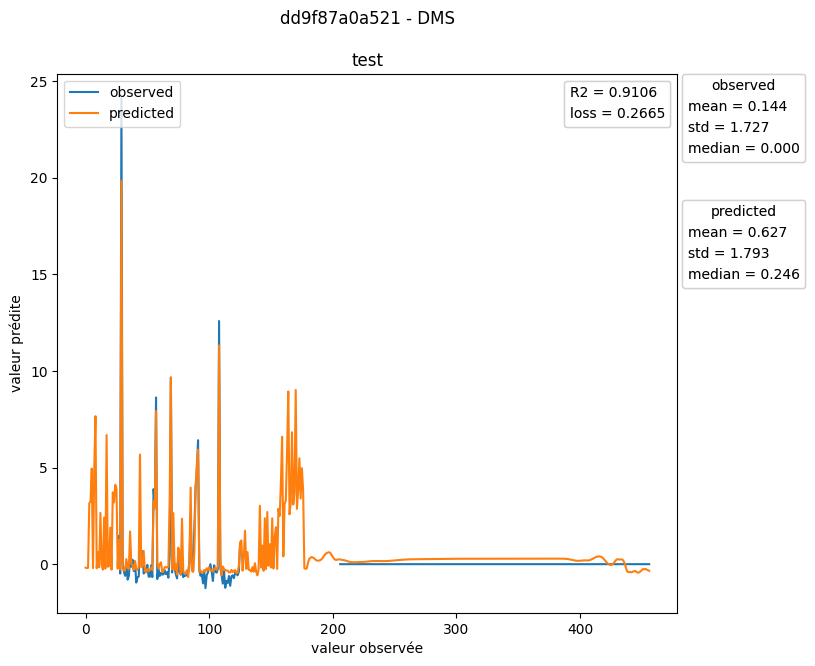 dd9f87a0a521 - DMS
test
observed
predicted
R2 = 0.9106
loss = 0.2665
observed
mean = 0.144
std = 1.727
median = 0.000
predicted
mean = 0.627
std = 1.793
median = 0.246
valeur prédite
25
20
15
10
5
0
0 100 200 300 400
valeur observée